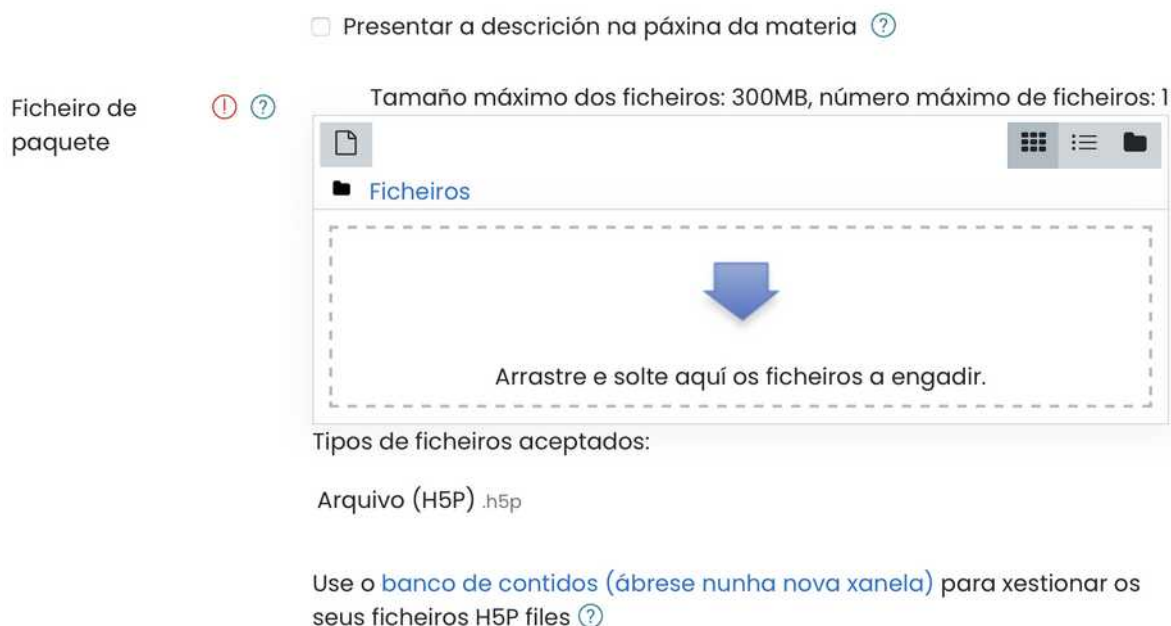 Presentar a descrición na páxina da materia
Ficheiro de
paquete
Tamaño máximo dos ficheiros: 300MB, número máximo de ficheiros: 1
Ficheiros
Arrastre e solte aquí os ficheiros a engadir.
Tipos de ficheiros aceptados:
Arquivo (H5P) .h5p
Use o banco de contidos (ábrese nunha nova xanela) para xestionar os
seus ficheiros H5P files